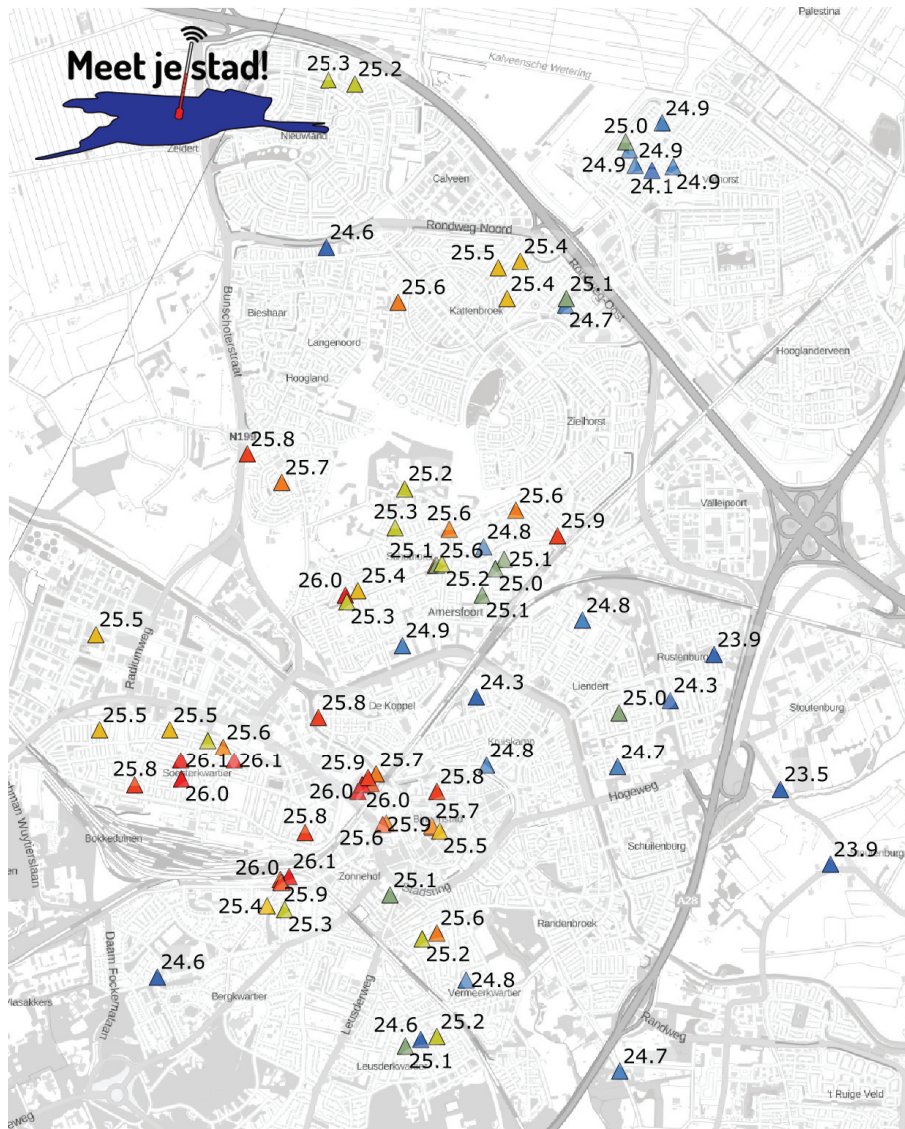 Palestina
Meet je stad!
25.3
25.2
Kalveensche Wetering
24.9
Nieuwland
Zeldert
25.0
24.9
24.9
24.1
24.9
Calveen
24.6
Rondweg-Noord
25.5
25.4
25.6
25.4
25.1
24.7
Kattenbroek
Bunschoterstraat
Bieshaar
Langenoord
Hooglanderveen
Hoogland
Zielhorst
N199
25.8
25.7
25.2
25.6
Valleipoort
25.3
25.6
24.8
25.9
25.1
25.6
25.1
25.2
25.0
26.0
25.4
25.3
Amersfoort
25.1
24.8
25.5
24.9
Radiumweg
Rustenburg
23.9
24.3
Liendert
24.3
25.0
Stoutenburg
25.8
De Koppel
25.5
25.5
25.6
Kruiskamp
24.8
24.7
26.1
26.1
25.9
25.7
Soesterkwartier
25.8
26.0
26.0
26.0
25.8
Hogeweg
23.5
Bokkeduinen
25.8
25.6
25.9
25.7
25.5
Schuilenburg
23.9
26.0
26.1
Zonnehof
25.9
25.1
Stadsring
A28
25.4
25.3
25.6
25.2
Randenbroek
Daam Fockemalaan
24.6
24.8
Vermeerkwartier
Bergkwartier
Leusderweg
24.6
25.2
25.1
Leusderkwartier
Randweg
24.7
't Ruige Veld